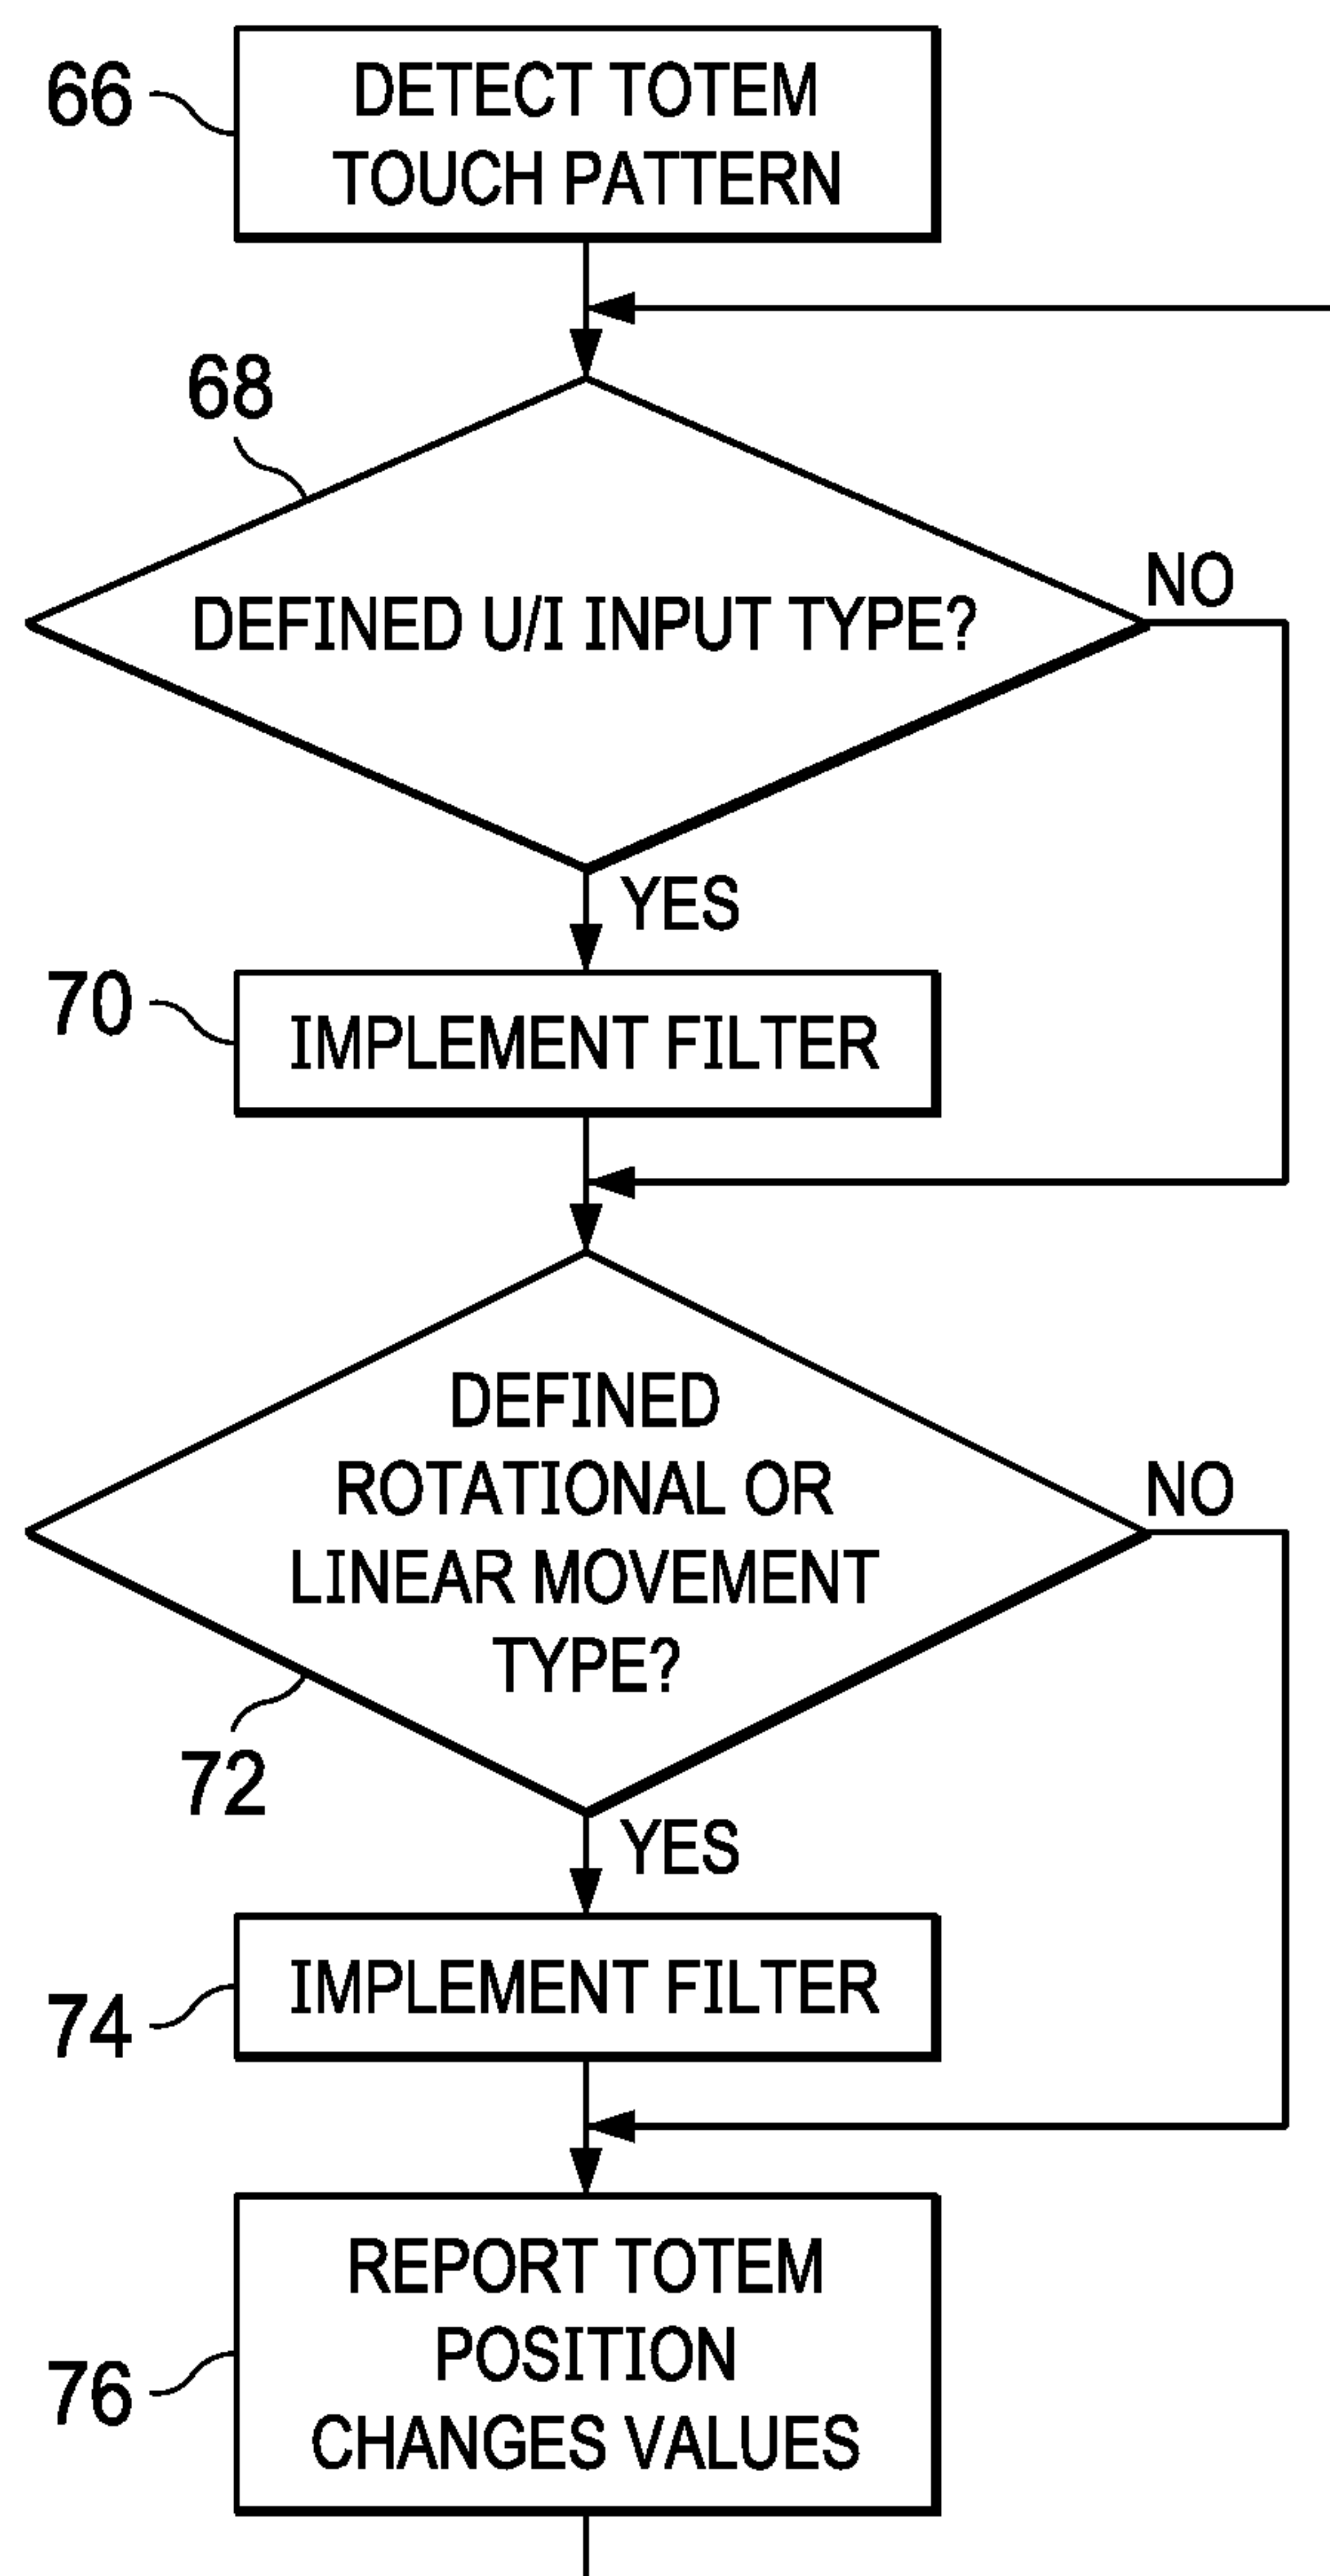 66
DETECT TOTEM
TOUCH PATTERN
68
DEFINED U/I INPUT TYPE?
NO
YES
70
IMPLEMENT FILTER
DEFINED
ROTATIONAL OR
LINEAR MOVEMENT
TYPE?
NO
72
YES
74
IMPLEMENT FILTER
76
REPORT TOTEM
POSITION
CHANGES VALUES